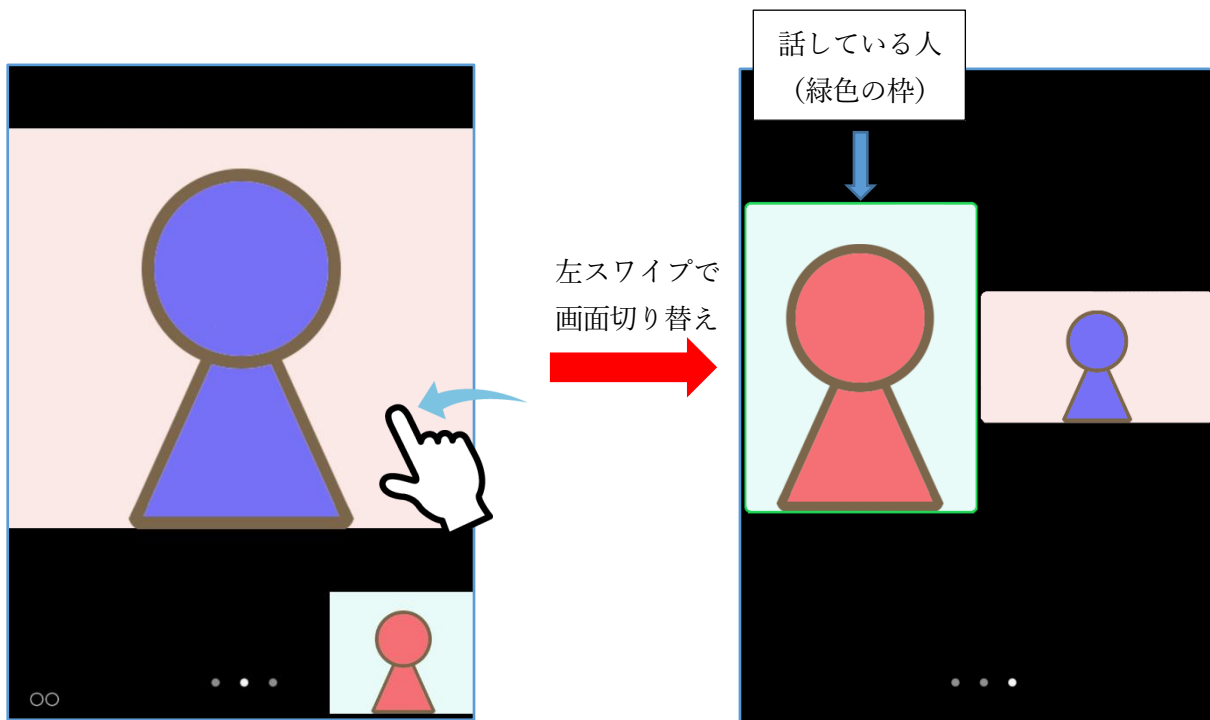 話している人
（緑色の枠）
左スワイプで
画面切り替え
○○